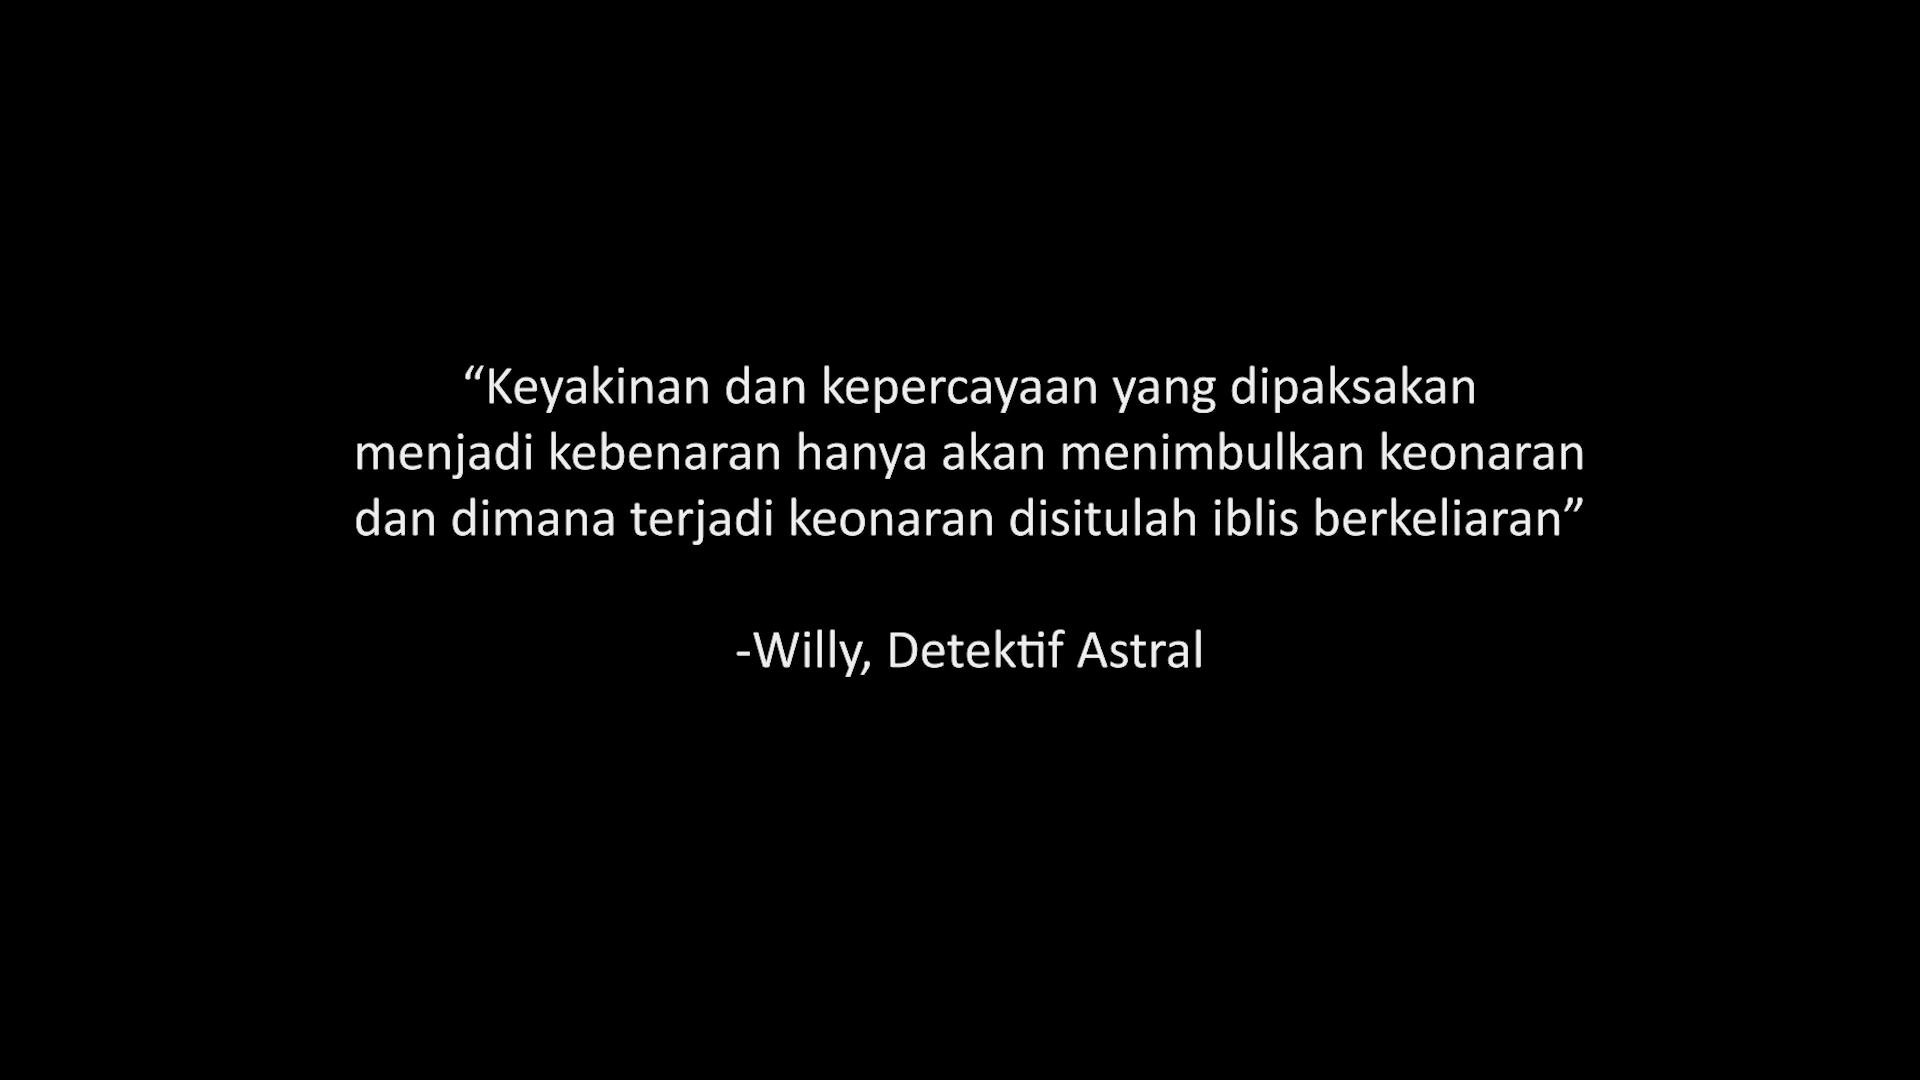 “Keyakinan dan kepercayaan yang dipaksakan
menjadi kebenaran hanya akan menimbulkan keonaran
dan dimana terjadi keonaran disitulah iblis berkeliaran”
-Willy, Detektif Astral